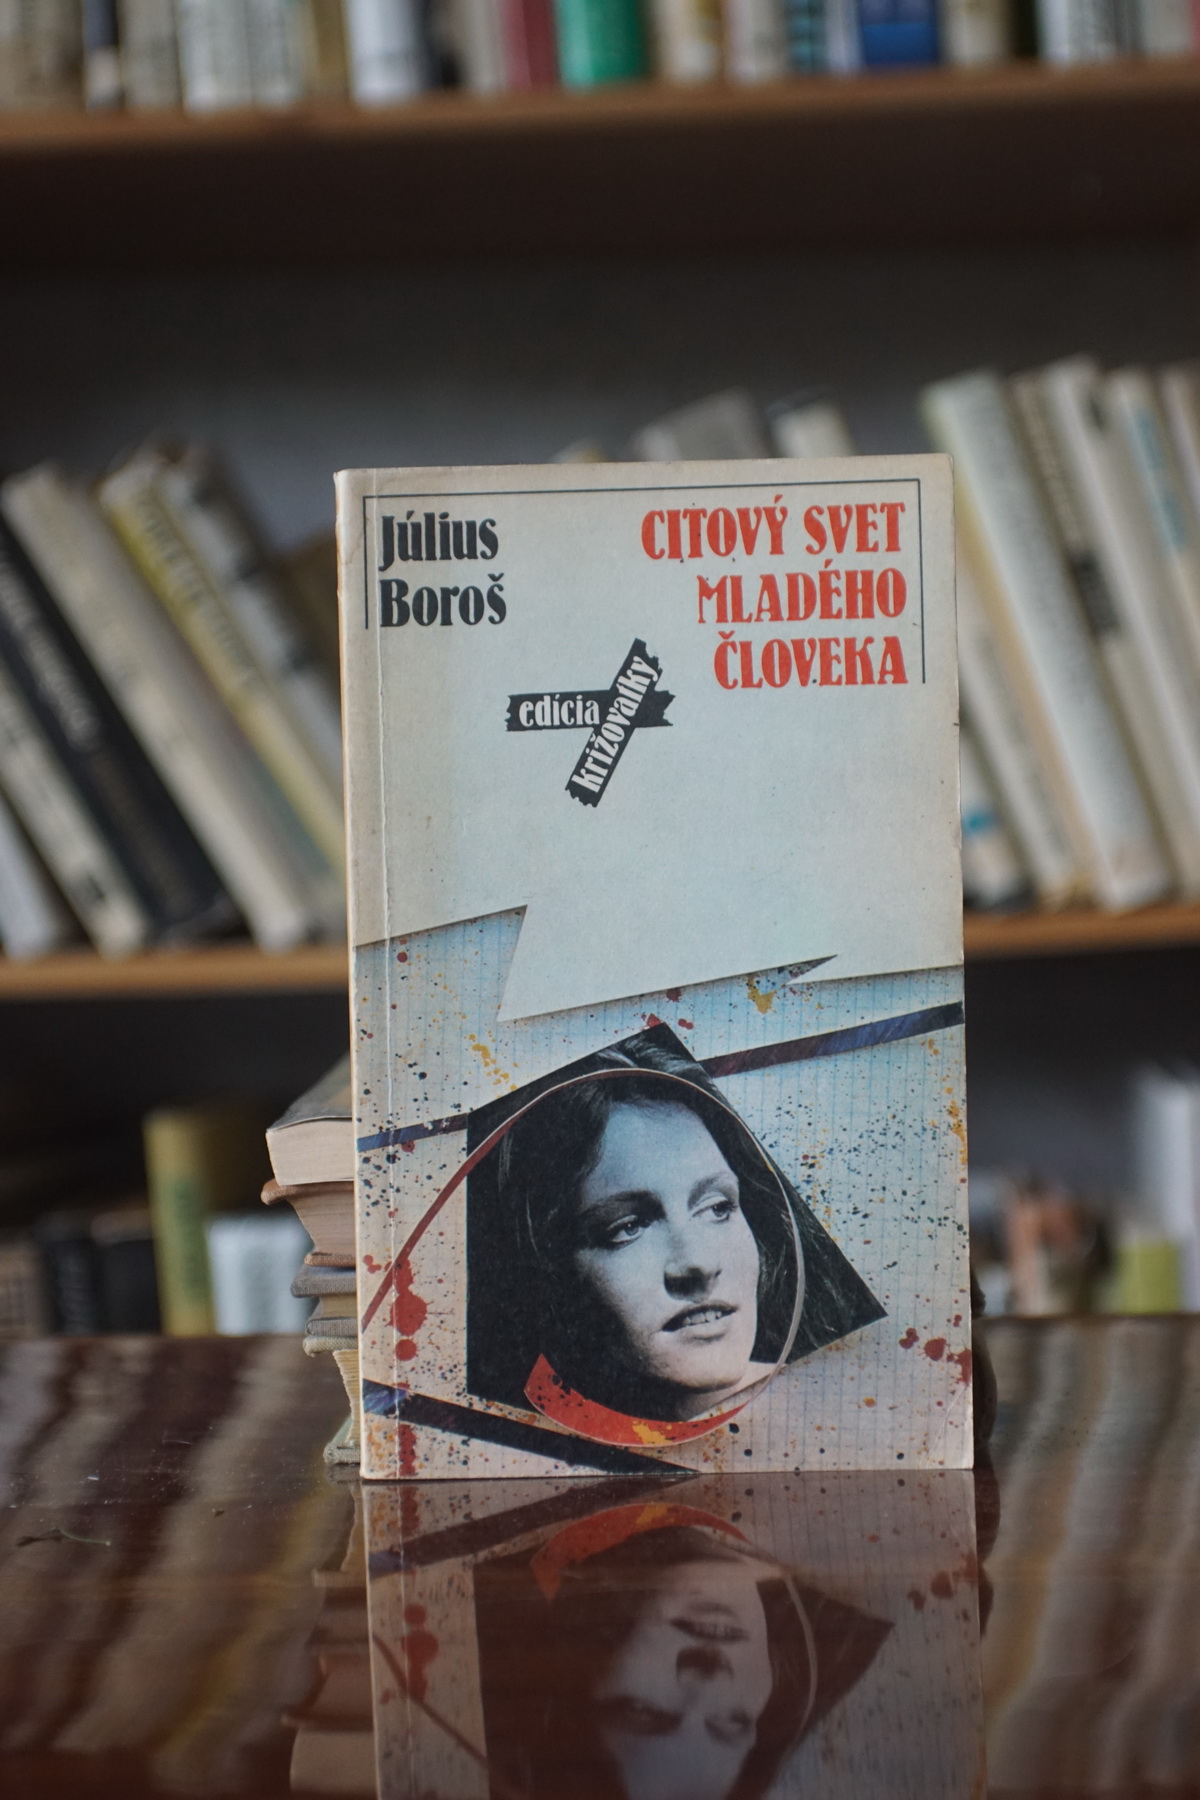 Július
Boroš
CITOVÝ SVET
MLADÉHO
ČLOVEKA
edícia
križovatky